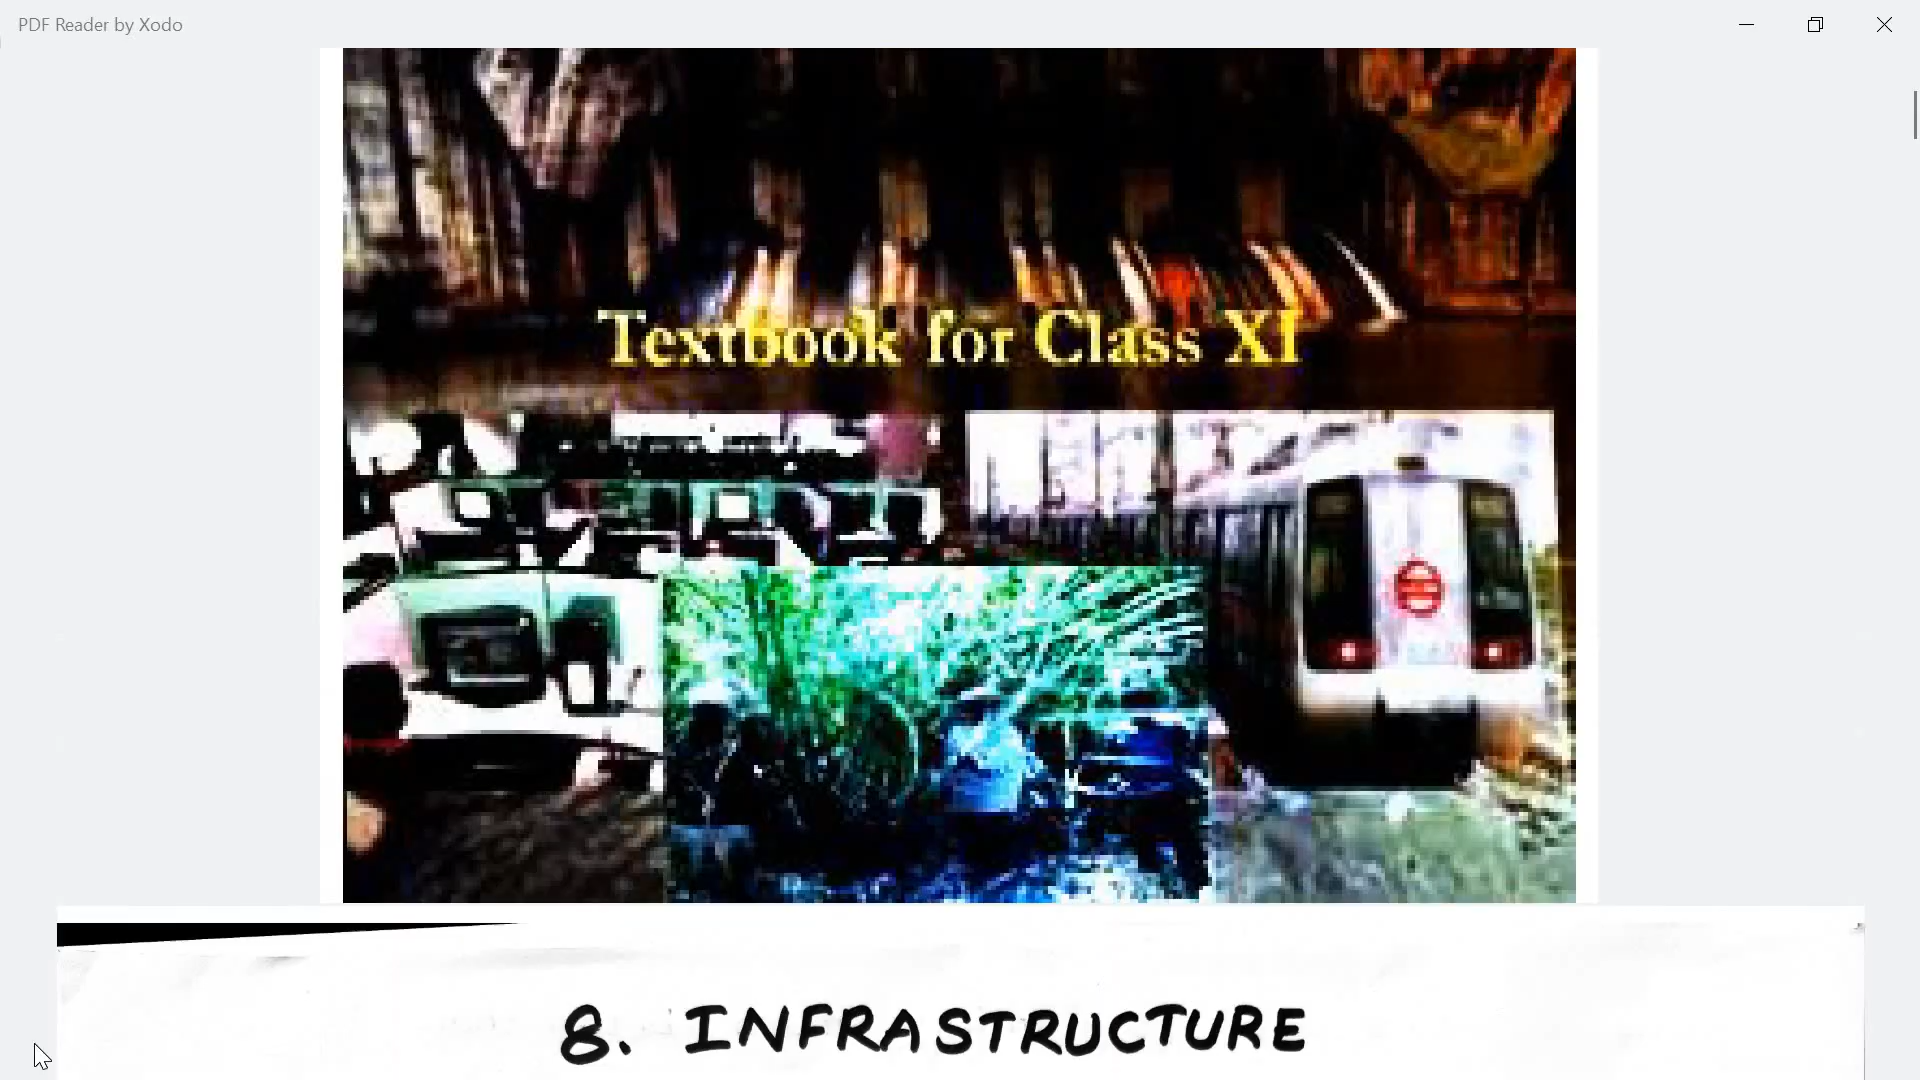 PDF Reader by Xodo
Textbook for Class XI
8. INFRASTRUCTURE